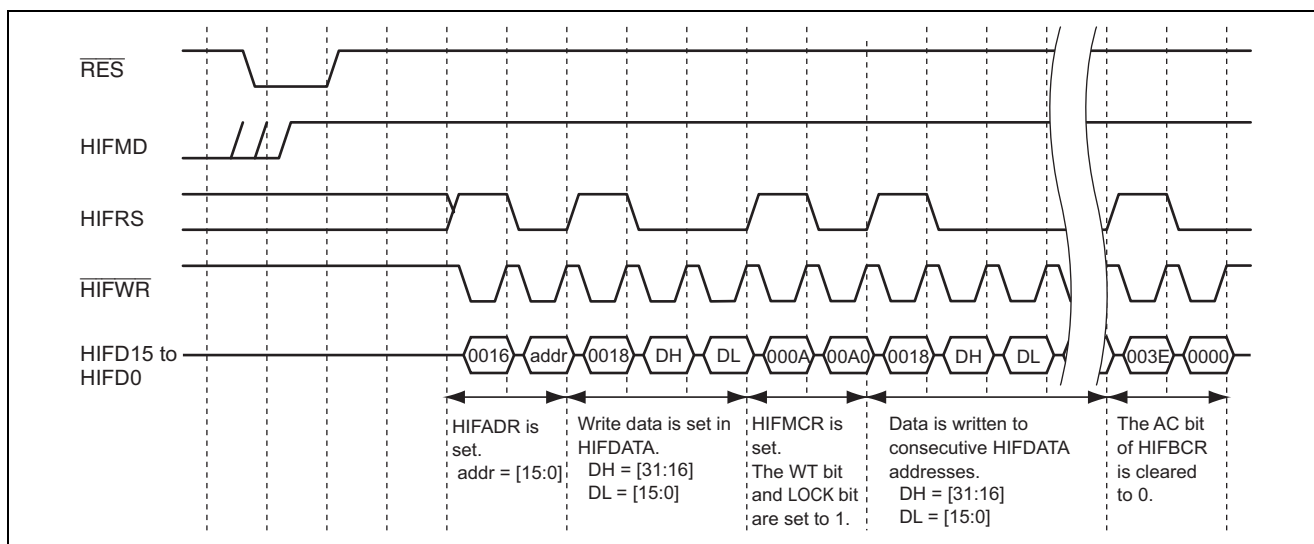 RES
HIFMD
HIFRS
HIFWR
HIFD15 to
HIFD0
0016 addr 0018 DH DL 000A 00A0 0018 DH DL 003E 0000
HIFADR is
set.
addr = [15:0]
Write data is set in
HIFDATA.
DH = [31:16]
DL = [15:0]
HIFMCR is
set.
The WT bit
and LOCK bit
are set to 1.
Data is written to
consecutive HIFDATA
addresses.
DH = [31:16]
DL = [15:0]
The AC bit
of HIFBCR
is cleared
to 0.